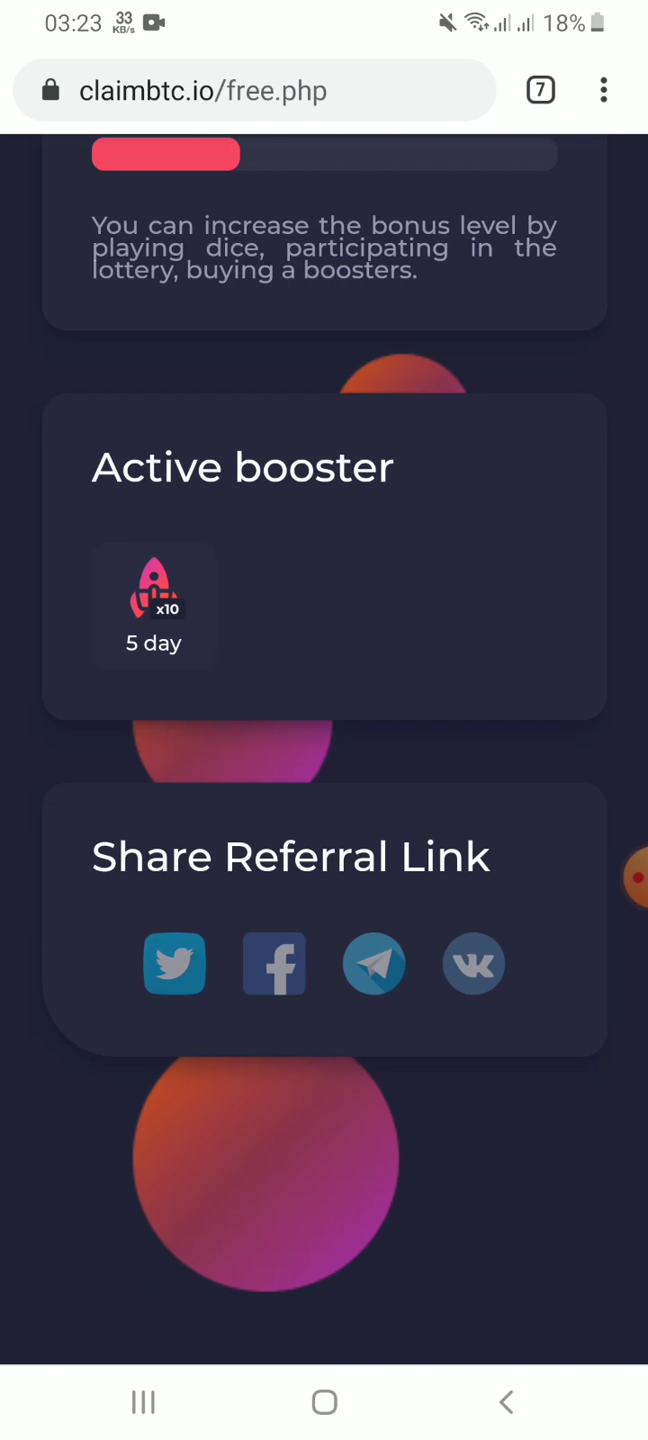 03:23 33 KB/s 18%
claimbtc.io/free.php 7
You can increase the bonus level by
playing dice, participating in the
lottery, buying a boosters.
Active booster
x10
5 day
Share Referral Link